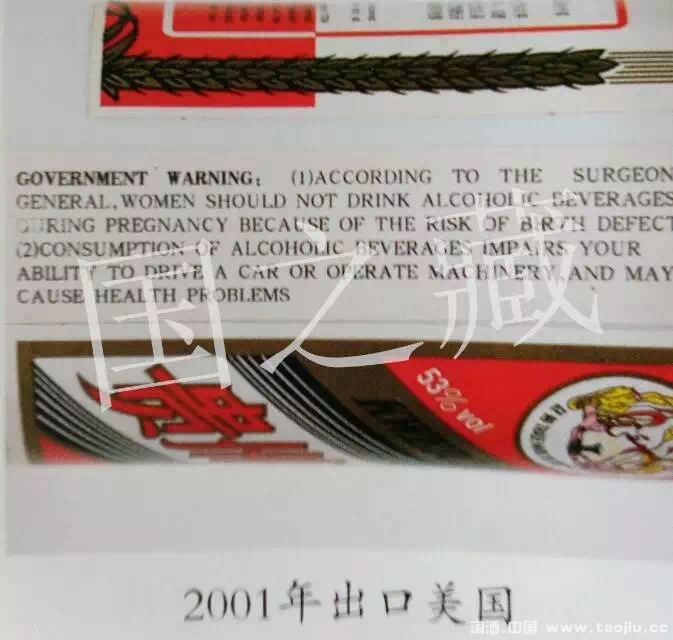 GOVERNMENT WARNING: (1)ACCORDING TO THE SURGEON
GENERAL,WOMEN SHOULD NOT DRINK ALCOHOLIC BEVERAGES
DURING PREGNANCY BECAUSE OF THE RISK OF BIRTH DEFECT
(2)CONSUMPTION OF ALCOHOLIC BEVERAGES IMPAIRS YOUR
ABILITY TO DRIVE A CAR OR OPERATE MACHINERY,AND MAY
CAUSE HEALTH PROBLEMS
国之藏
53% vol
2001年出口美国
淘酒.中国 www.taojiu.cc